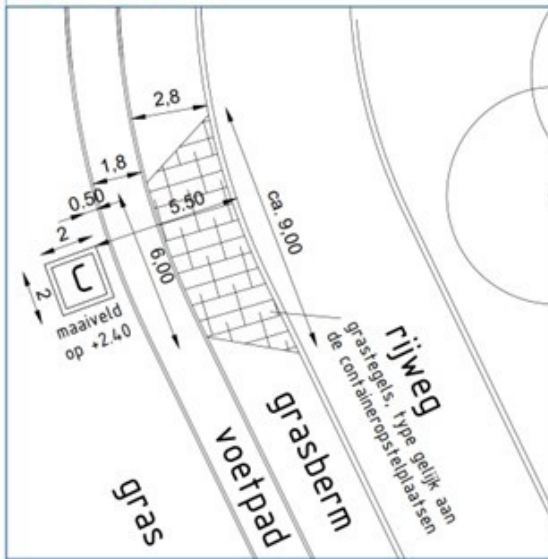 2,8
1,8
0.50
5.50
ca. 9,00
2
6,00
C
2
maaiveld
op +2.40
rijweg
grastegels, type gelijk aan
de containeropstelplaatsen
grasberm
voetpad
gras